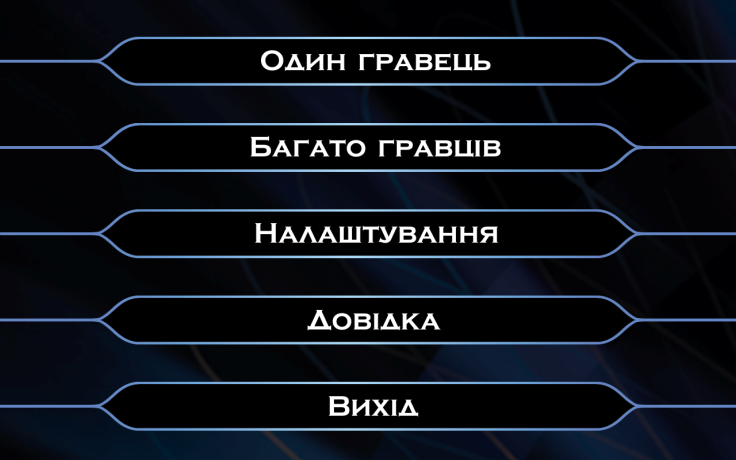 Один гравець
Багато гравців
Налаштування
Довідка
Вихід